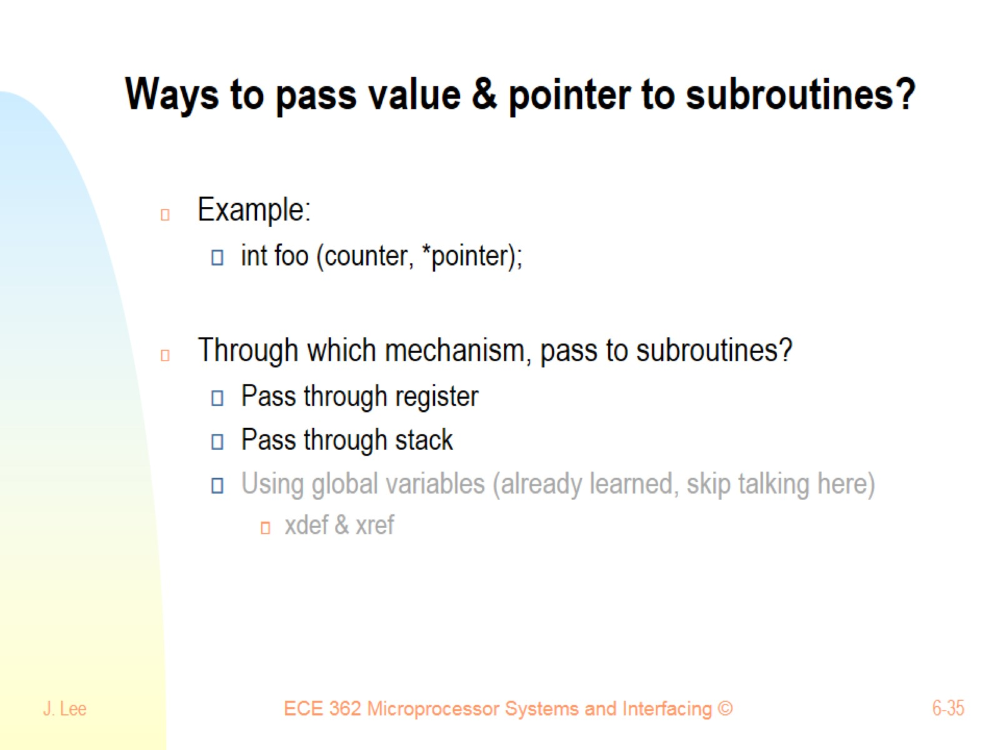 Ways to pass value & pointer to subroutines?
Example:
int foo (counter, *pointer);
Through which mechanism, pass to subroutines?
Pass through register
Pass through stack
Using global variables (already learned, skip talking here)
xdef & xref
J. Lee
ECE 362 Microprocessor Systems and Interfacing ©
6-35